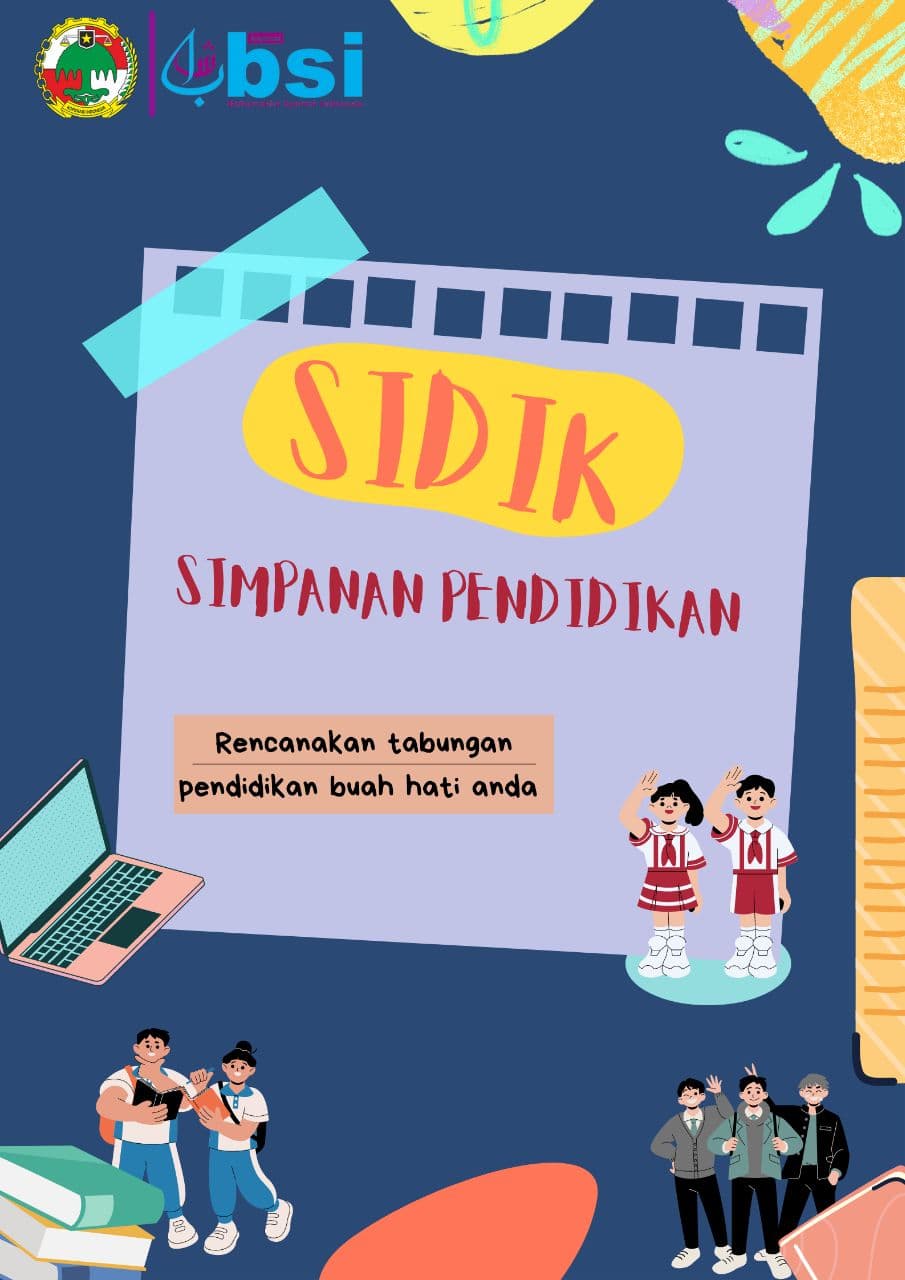 bsi
SIDIK
SIMPANAN PENDIDIKAN
Rencanakan tabungan
pendidikan buah hati anda